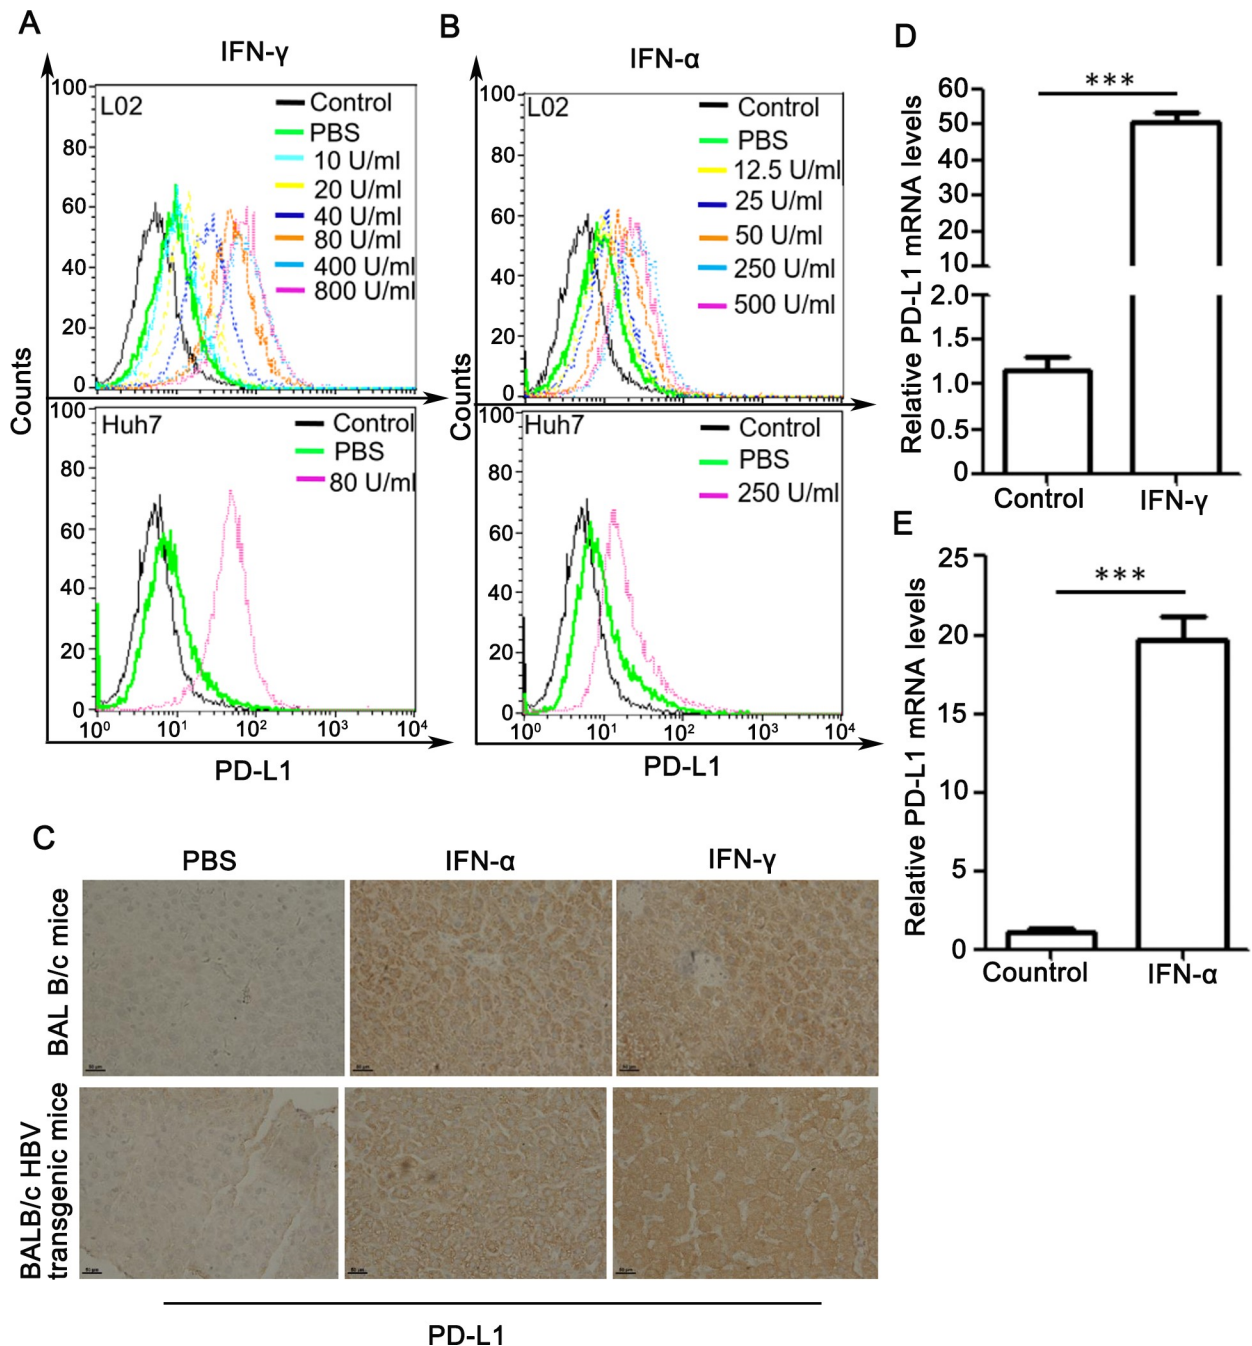 A
IFN-γ
100
80
60
40
20
0
L02
Control
PBS
10 U/ml
20 U/ml
40 U/ml
80 U/ml
400 U/ml
800 U/ml
Counts
100
80
60
40
20
0
Huh7
Control
PBS
80 U/ml
10⁰ 10¹ 10² 10³ 10⁴
PD-L1
B
IFN-α
100
80
60
40
20
0
L02
Control
PBS
12.5 U/ml
25 U/ml
50 U/ml
250 U/ml
500 U/ml
Counts
100
80
60
40
20
0
Huh7
Control
PBS
250 U/ml
10⁰ 10¹ 10² 10³ 10⁴
PD-L1
C
PBS IFN-α IFN-γ
BAL B/c mice
BALB/c HBV
transgenic mice
PD-L1
D
Relative PD-L1 mRNA levels
60
50
40
30
20
10
2.0
1.5
1.0
0.5
0
***
Control IFN-γ
E
Relative PD-L1 mRNA levels
25
20
15
10
5
0
***
Countrol IFN-α